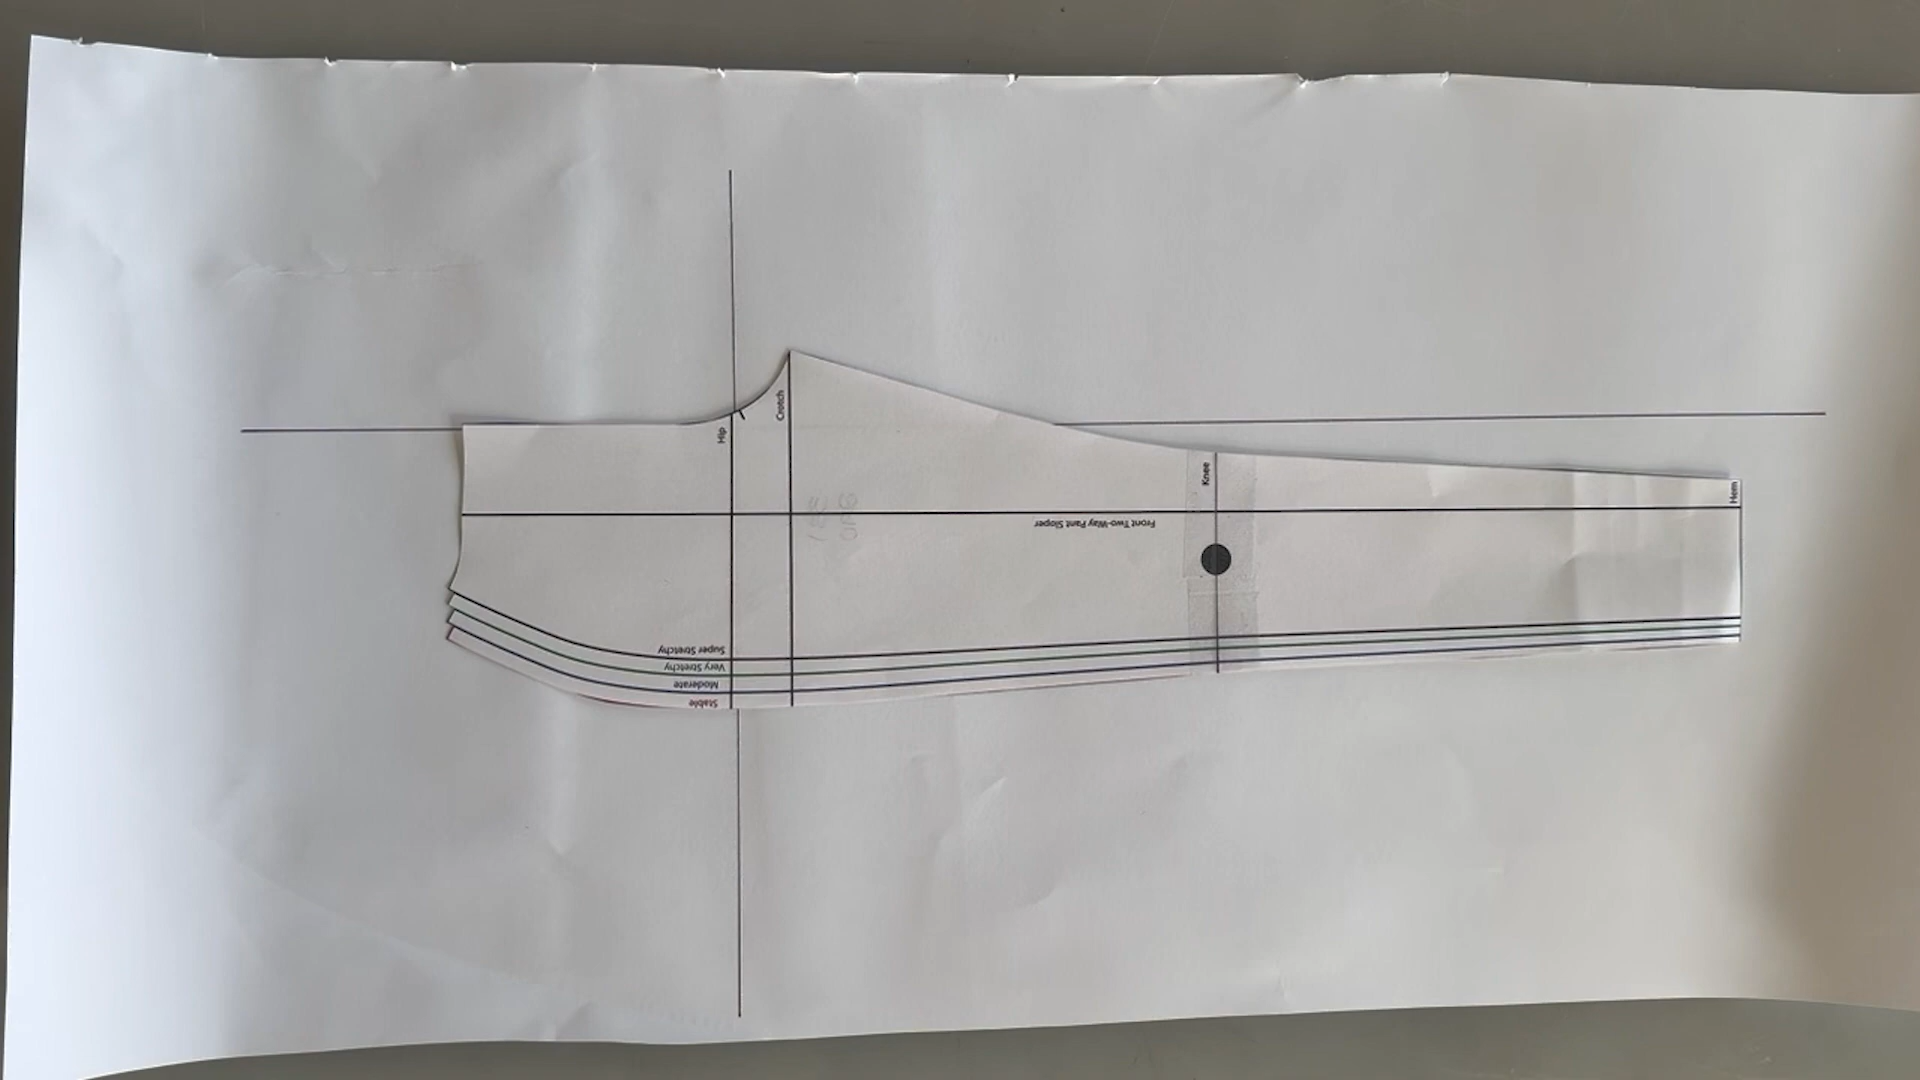 Hip
Crotch
Knee
Hem
Front Two-Way Pant Sloper
Super Stretchy
Very Stretchy
Moderate
Stable